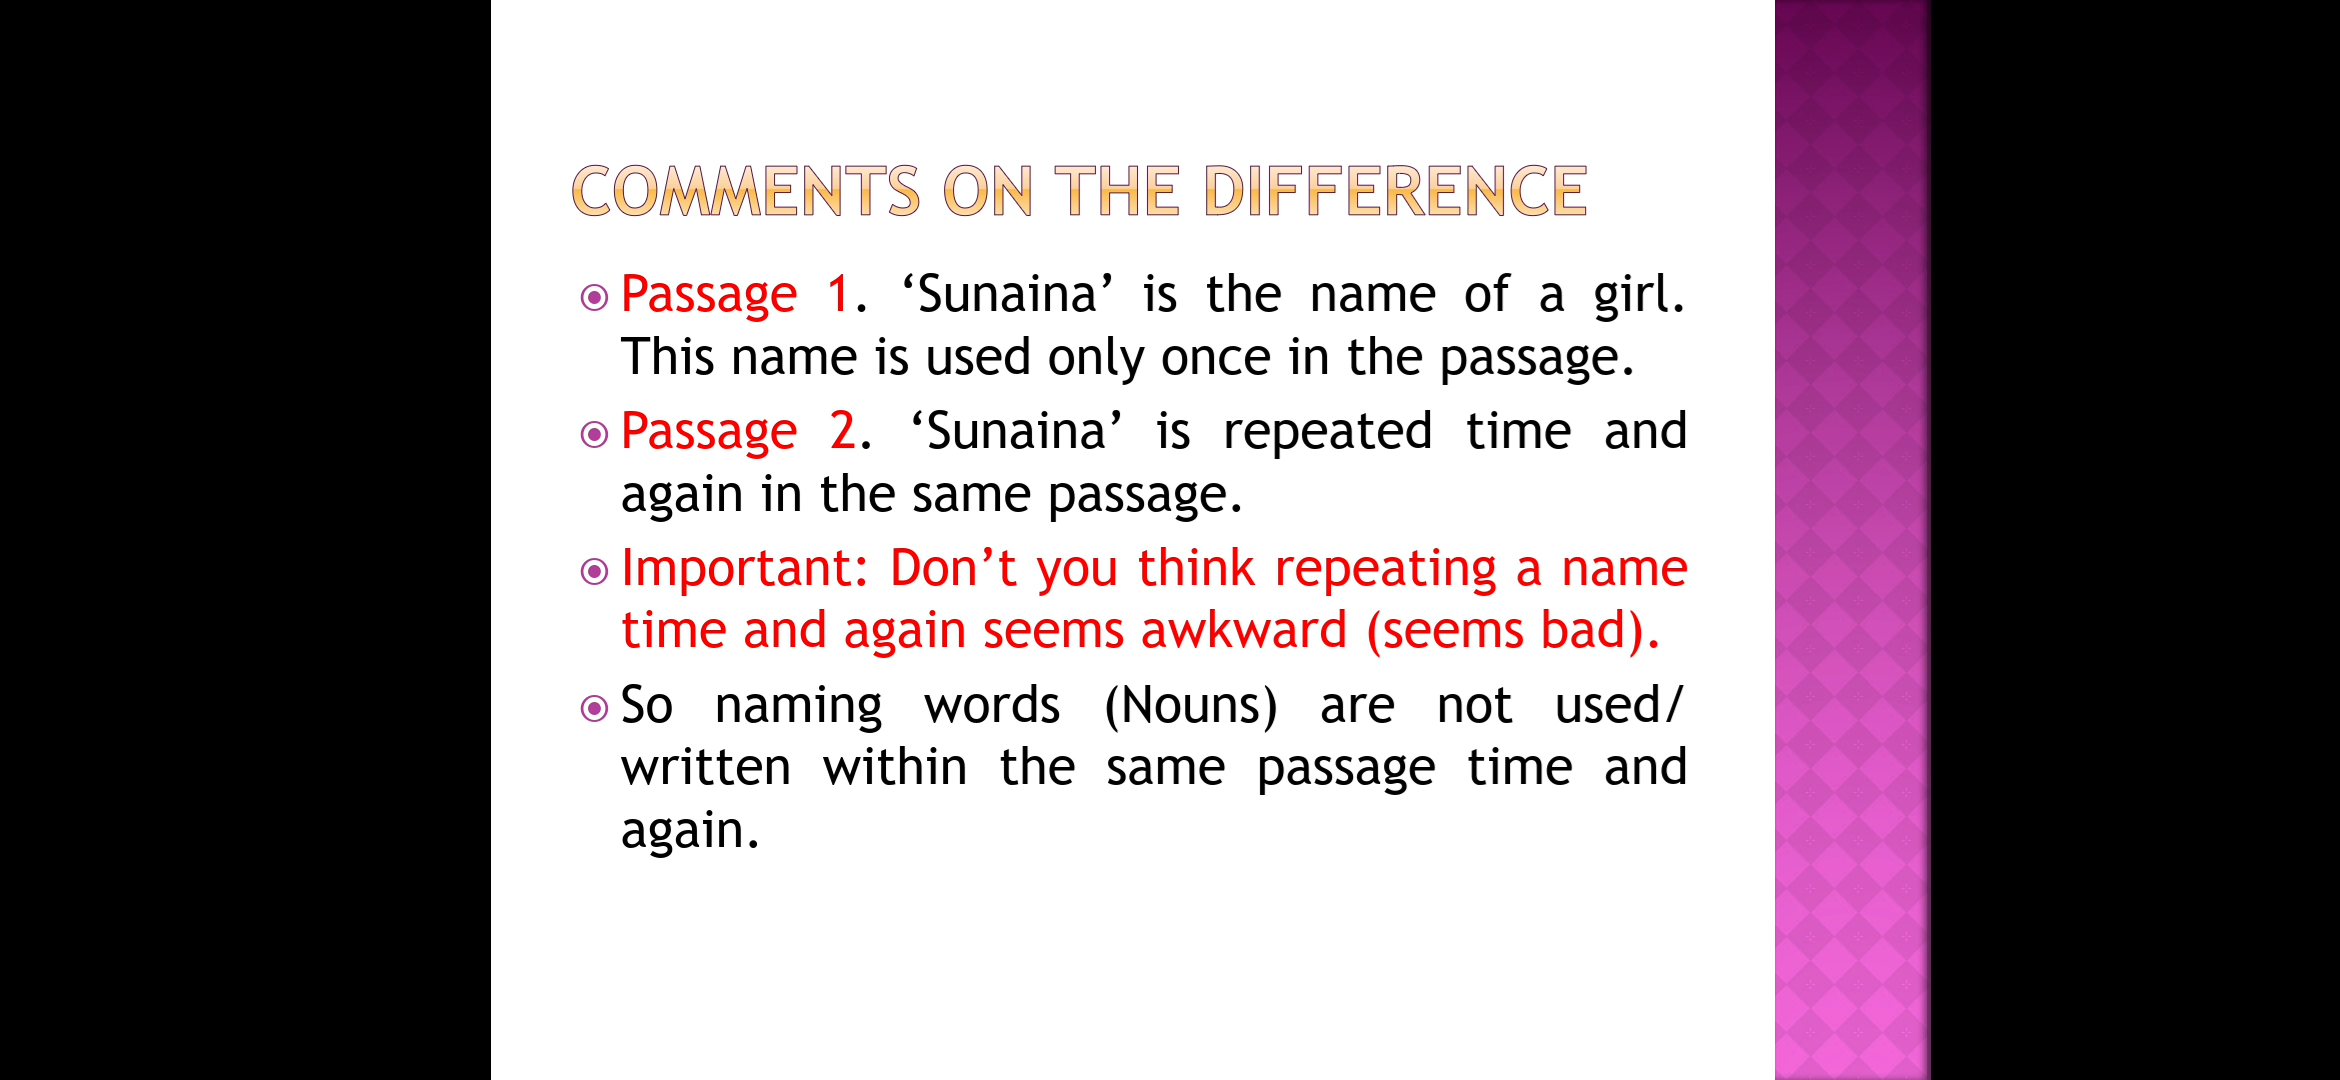 COMMENTS ON THE DIFFERENCE
Passage 1. ‘Sunaina’ is the name of a girl.
This name is used only once in the passage.
Passage 2. ‘Sunaina’ is repeated time and
again in the same passage.
Important: Don’t you think repeating a name
time and again seems awkward (seems bad).
So naming words (Nouns) are not used/
written within the same passage time and
again.